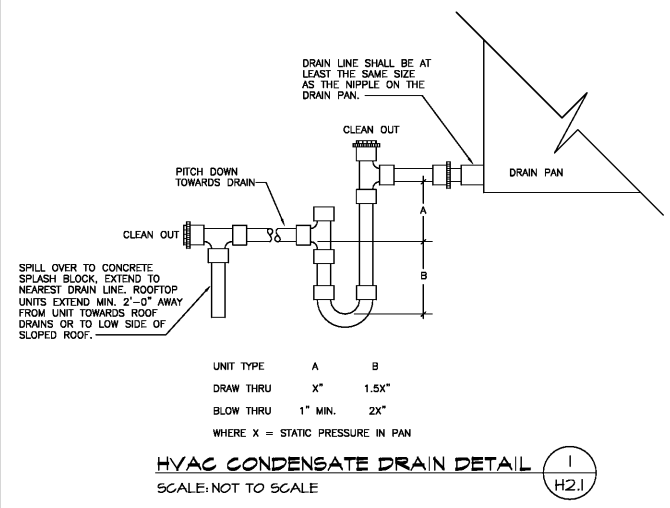 DRAIN LINE SHALL BE AT
LEAST THE SAME SIZE
AS THE NIPPLE ON THE
DRAIN PAN.
CLEAN OUT
DRAIN PAN
PITCH DOWN
TOWARDS DRAIN
A
CLEAN OUT
B
SPILL OVER TO CONCRETE
SPLASH BLOCK, EXTEND TO
NEAREST DRAIN LINE. ROOFTOP
UNITS EXTEND MIN. 2'-0" AWAY
FROM UNIT TOWARDS ROOF
DRAINS OR TO LOW SIDE OF
SLOPED ROOF.
UNIT TYPE A B
DRAW THRU X" 1.5X"
BLOW THRU 1" MIN. 2X"
WHERE X = STATIC PRESSURE IN PAN
HVAC CONDENSATE DRAIN DETAIL 1
SCALE: NOT TO SCALE H2.1